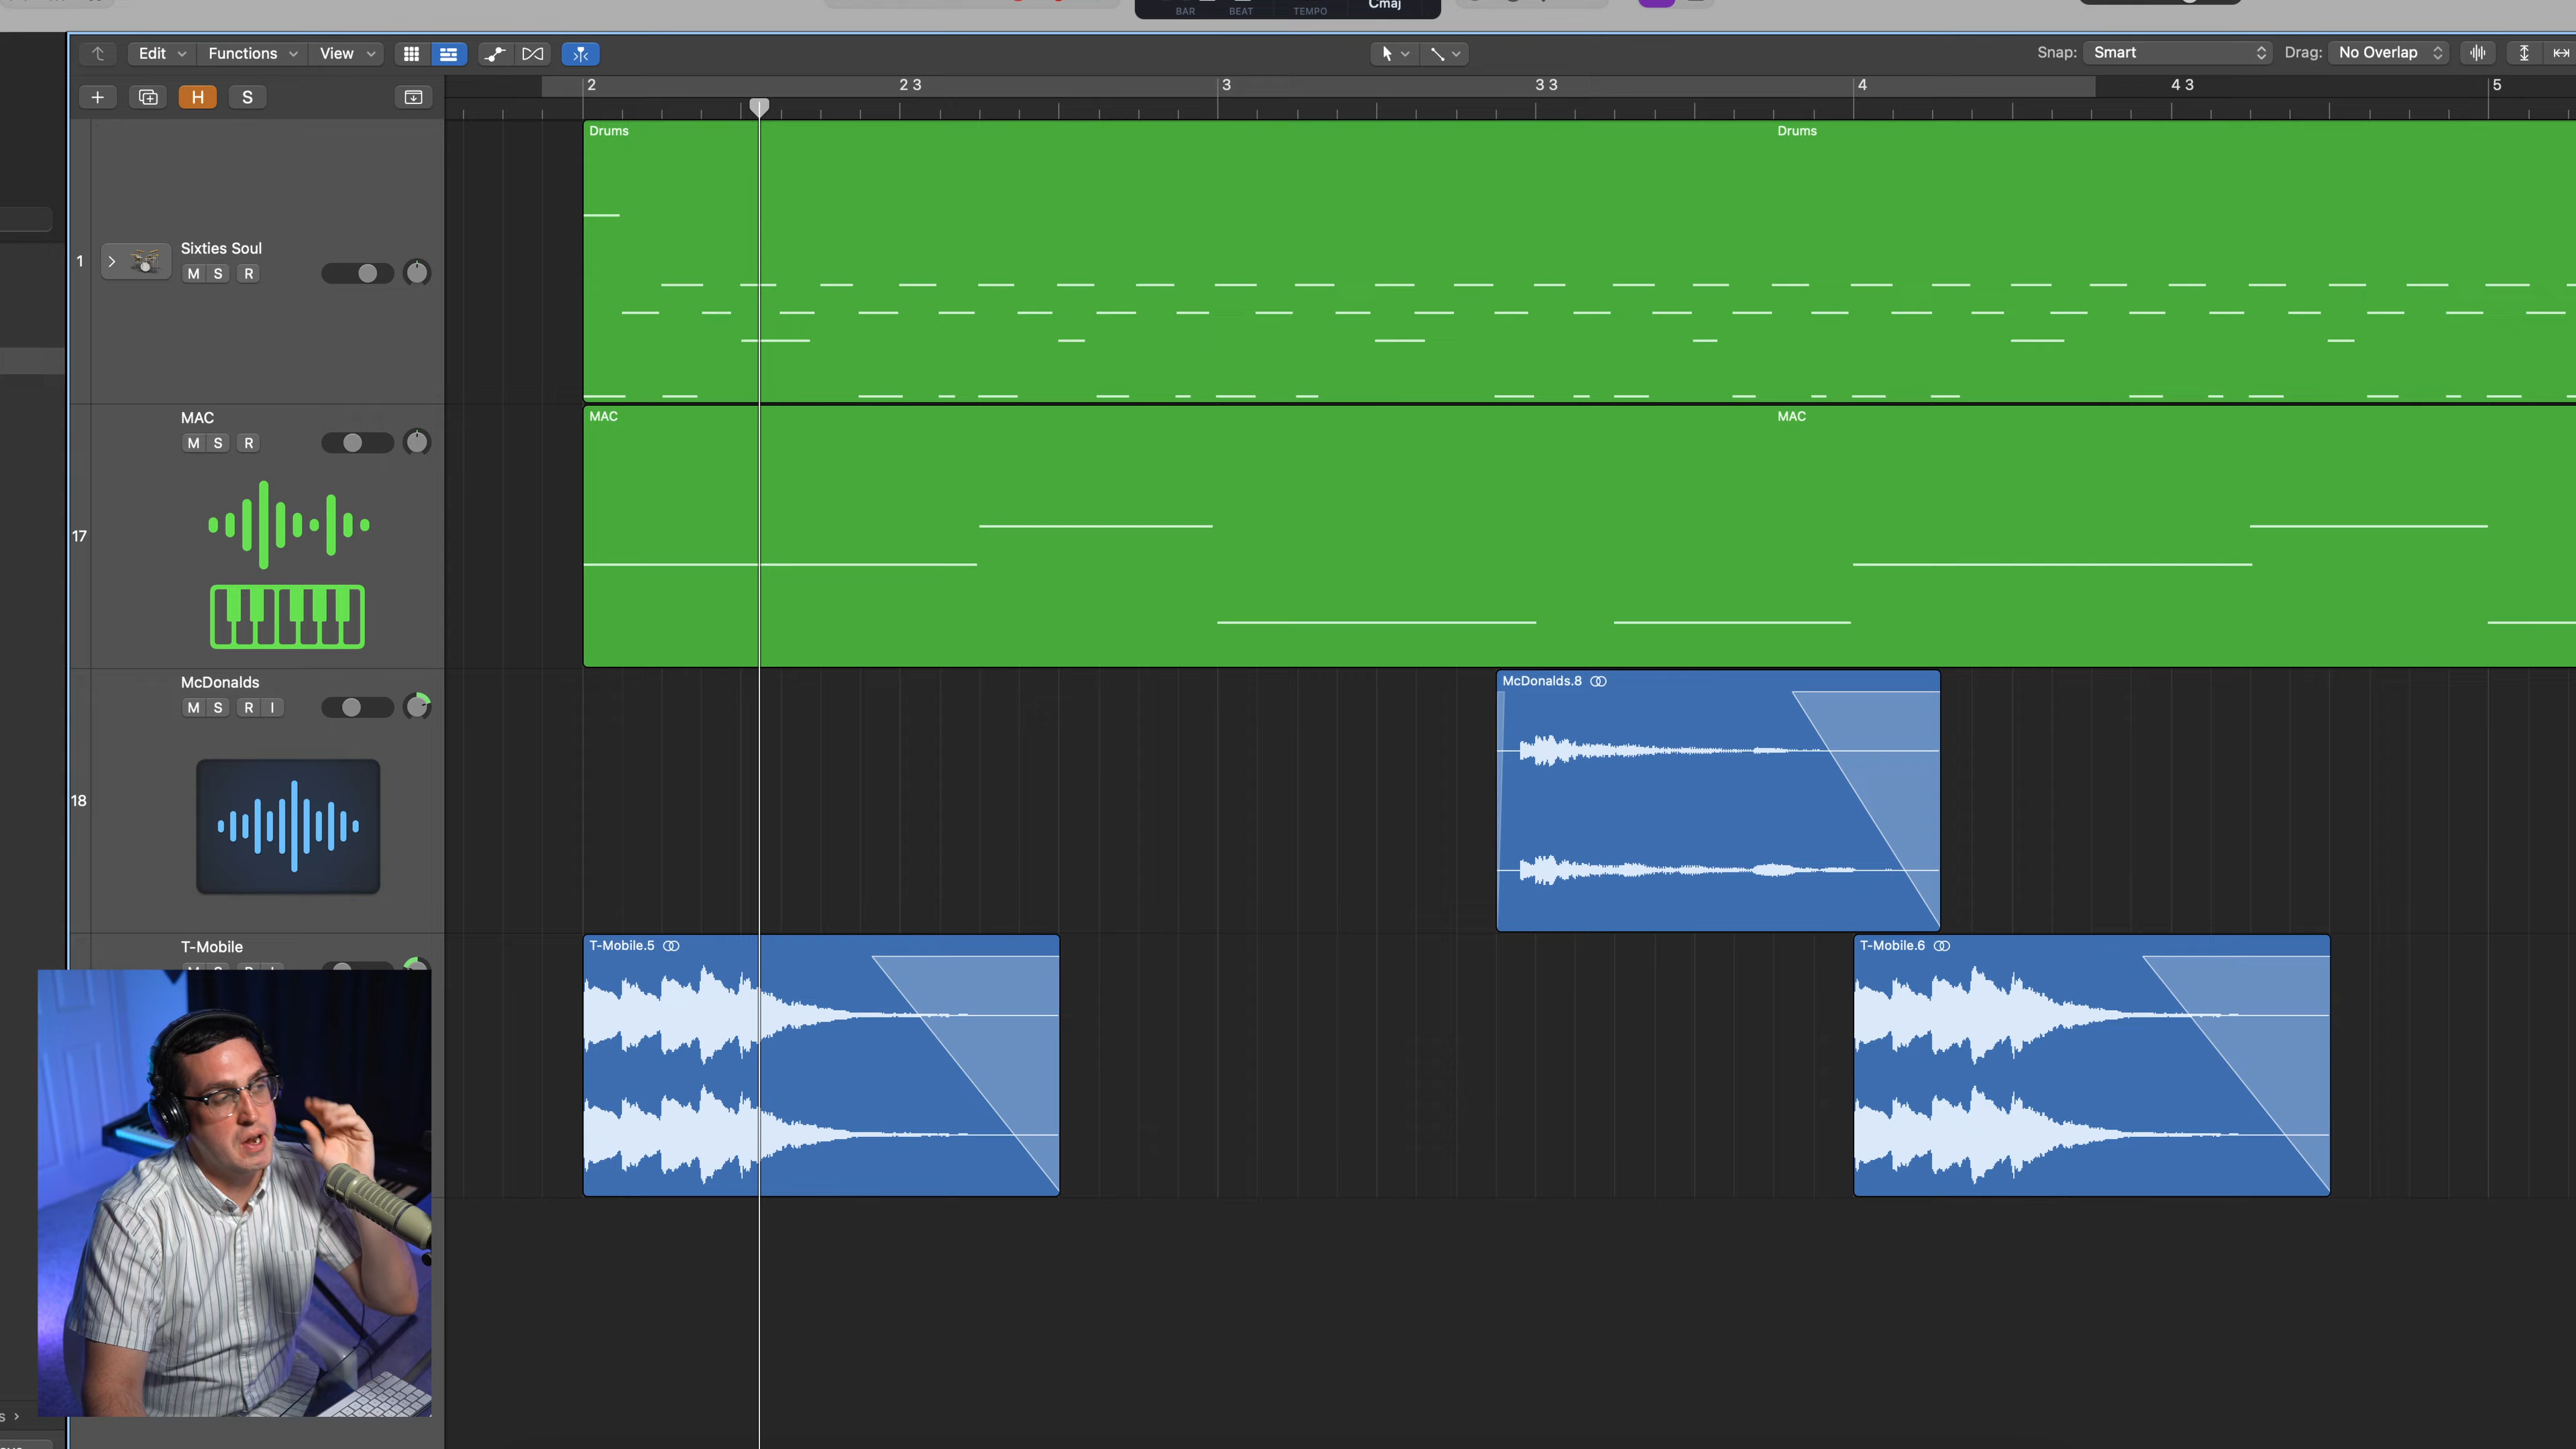 BAR BEAT TEMPO Cmaj
Edit Functions View Snap: Smart Drag: No Overlap
H S
2 2 3 3 3 3 4 4 3 5
Drums Drums
1 Sixties Soul
M S R
MAC MAC MAC
M S R
17
McDonalds McDonalds.8
M S R I
18
T-Mobile T-Mobile.5 T-Mobile.6